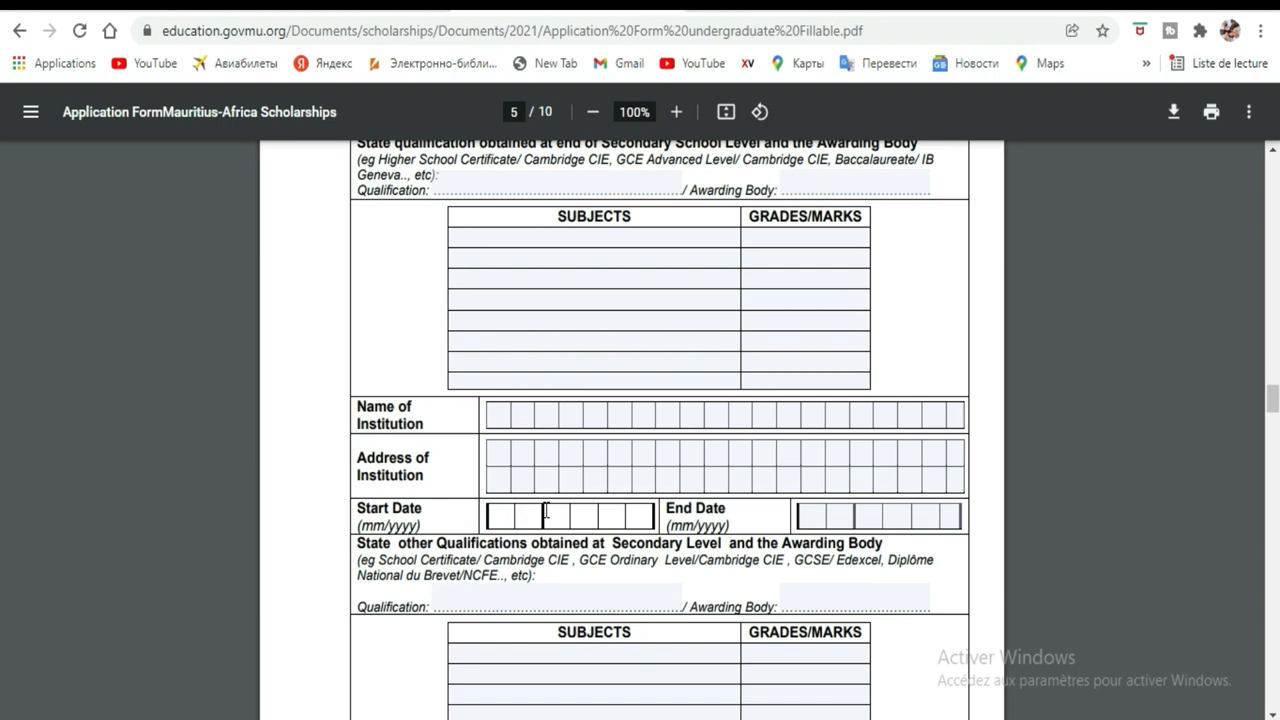 education.govmu.org/Documents/scholarships/Documents/2021/Application%20Form%20undergraduate%20Fillable.pdf
Applications YouTube Авиабилеты Яндекс Электронно-библи... New Tab Gmail YouTube XV Карты Перевести Новости Maps » Liste de lecture
Application FormMauritius-Africa Scholarships 5 / 10 100%
State qualification obtained at end of Secondary School Level and the Awarding Body
(eg Higher School Certificate/ Cambridge CIE, GCE Advanced Level/ Cambridge CIE, Baccalaureate/ IB
Geneva.., etc):
Qualification: ................................................/ Awarding Body: .............................
SUBJECTS GRADES/MARKS
Name of
Institution
Address of
Institution
Start Date
(mm/yyyy)
End Date
(mm/yyyy)
State other Qualifications obtained at Secondary Level and the Awarding Body
(eg School Certificate/ Cambridge CIE , GCE Ordinary Level/Cambridge CIE , GCSE/ Edexcel, Diplôme
National du Brevet/NCFE.., etc):
Qualification: ................................................/ Awarding Body: .............................
SUBJECTS GRADES/MARKS
Activer Windows
Accédez aux paramètres pour activer Windows.